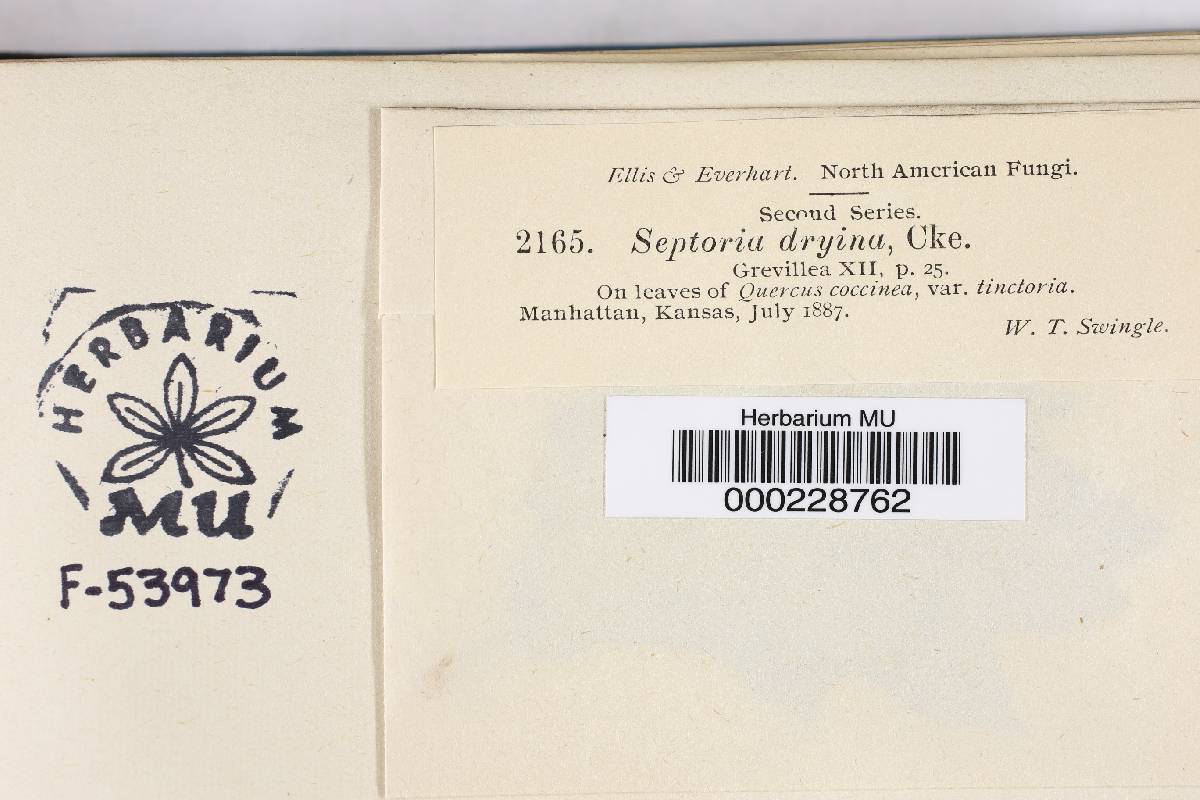 Ellis & Everhart. North American Fungi.
Second Series.
2165. Septoria dryina, Cke.
Grevillea XII, p. 25.
On leaves of Quercus coccinea, var. tinctoria.
Manhattan, Kansas, July 1887.
W. T. Swingle.
Herbarium MU
000228762
HERBARIUM
MU
F-53973